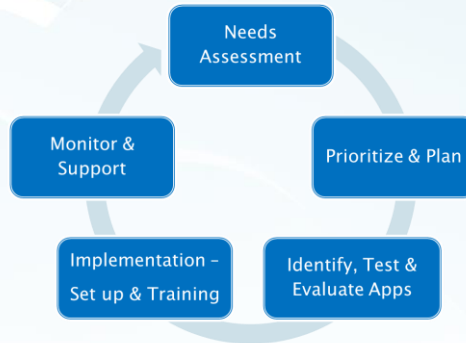 Needs
Assessment
Prioritize & Plan
Identify, Test &
Evaluate Apps
Implementation –
Set up & Training
Monitor &
Support